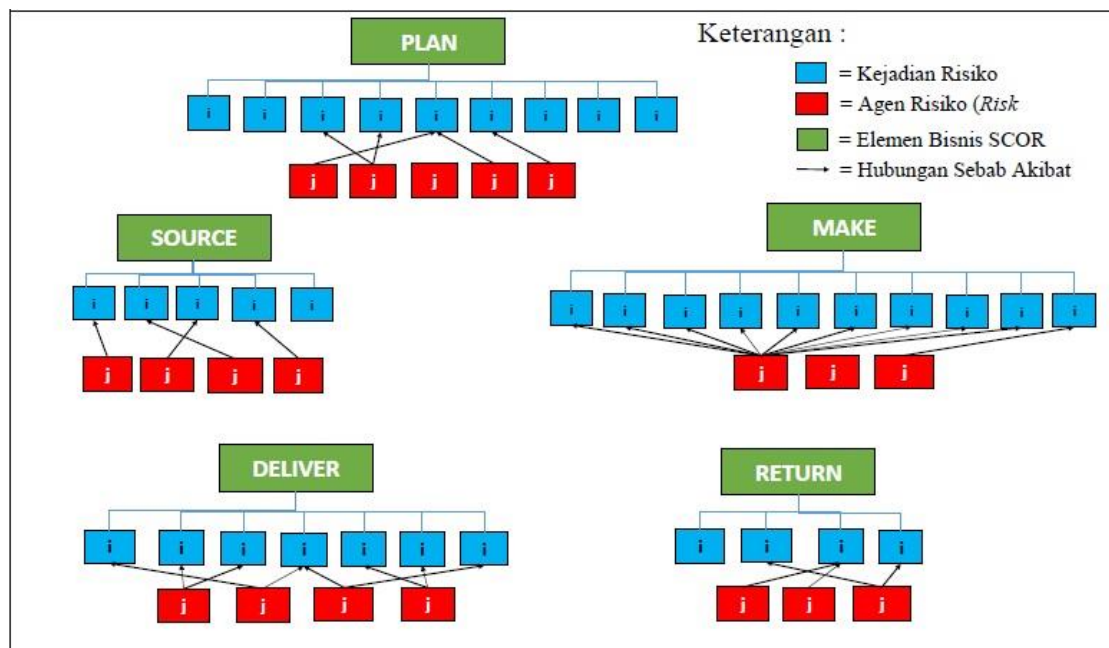 PLAN
Keterangan :
i i i i i i i i i
= Kejadian Risiko
= Agen Risiko (Risk
= Elemen Bisnis SCOR
= Hubungan Sebab Akibat
j j j j j
SOURCE
MAKE
i i i i i
i i i i i i i i i i
j j j j
j j j
DELIVER
RETURN
i i i i i i i
i i i i
j j j j
j j j